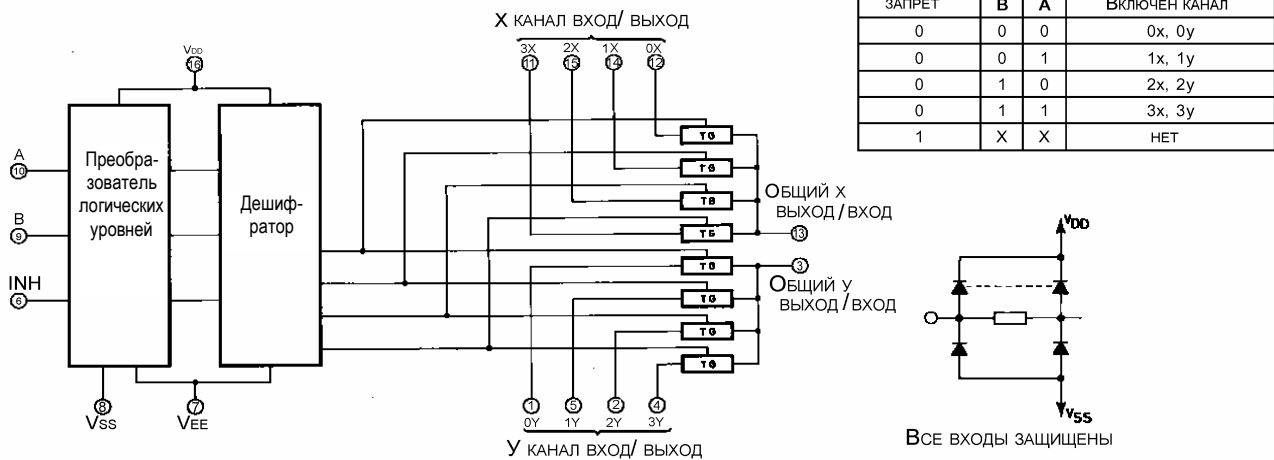 X КАНАЛ ВХОД/ ВЫХОД
3X 2X 1X 0X
11 15 14 12
VDD
16
A
10
B
9
INH
6
Преобра-
зователь
логических
уровней
Дешиф-
ратор
8
VSS
7
VEE
TG
TG
TG
TG
TG
TG
TG
TG
ОБЩИЙ X
ВЫХОД/ВХОД
13
3
ОБЩИЙ У
ВЫХОД/ВХОД
1 5 2 4
0Y 1Y 2Y 3Y
У КАНАЛ ВХОД/ ВЫХОД
ЗАПРЕТ B A ВКЛЮЧЕН КАНАЛ
0 0 0 0x, 0y
0 0 1 1x, 1y
0 1 0 2x, 2y
0 1 1 3x, 3y
1 X X НЕТ
VDD
VSS
ВСЕ ВХОДЫ ЗАЩИЩЕНЫ